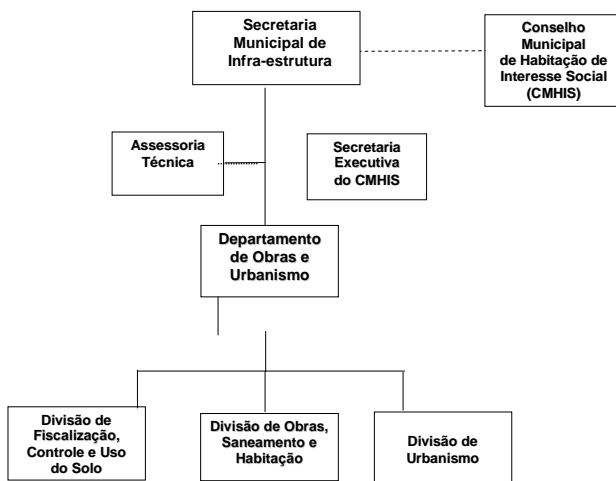 Secretaria
Municipal de
Infra-estrutura
Conselho
Municipal
de Habitação de
Interesse Social
(CMHIS)
Assessoria
Técnica
Secretaria
Executiva
do CMHIS
Departamento
de Obras e
Urbanismo
Divisão de
Fiscalização,
Controle e Uso
do Solo
Divisão de Obras,
Saneamento e
Habitação
Divisão de
Urbanismo